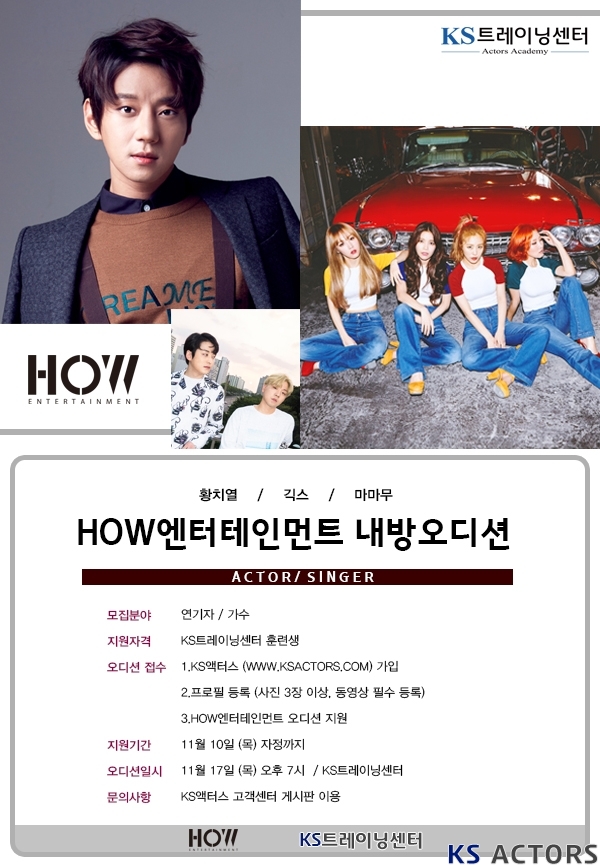 KS트레이닝센터
Actors Academy
REAMCE
HOW
ENTERTAINMENT
황치열 / 긱스 / 마마무
HOW엔터테인먼트 내방오디션
ACTOR/ SINGER
모집분야 연기자 / 가수
지원자격 KS트레이닝센터 훈련생
오디션 접수 1.KS액터스 (WWW.KSACTORS.COM) 가입
2.프로필 등록 (사진 3장 이상, 동영상 필수 등록)
3.HOW엔터테인먼트 오디션 지원
지원기간 11월 10일 (목) 자정까지
오디션일시 11월 17일 (목) 오후 7시 / KS트레이닝센터
문의사항 KS액터스 고객센터 게시판 이용
HOW
ENTERTAINMENT
KS트레이닝센터
KS ACTORS